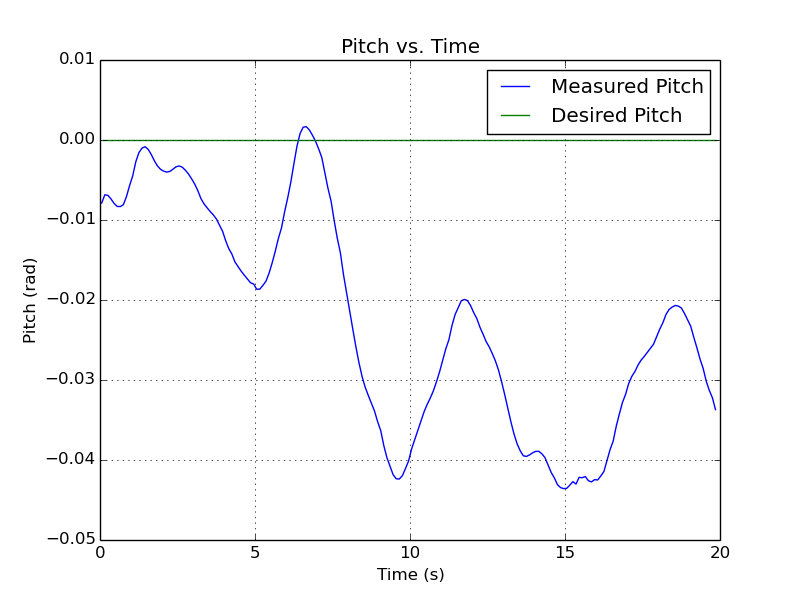 Pitch vs. Time
0.01
0.00
−0.01
−0.02
−0.03
−0.04
−0.05
Pitch (rad)
Measured Pitch
Desired Pitch
0 5 10 15 20
Time (s)